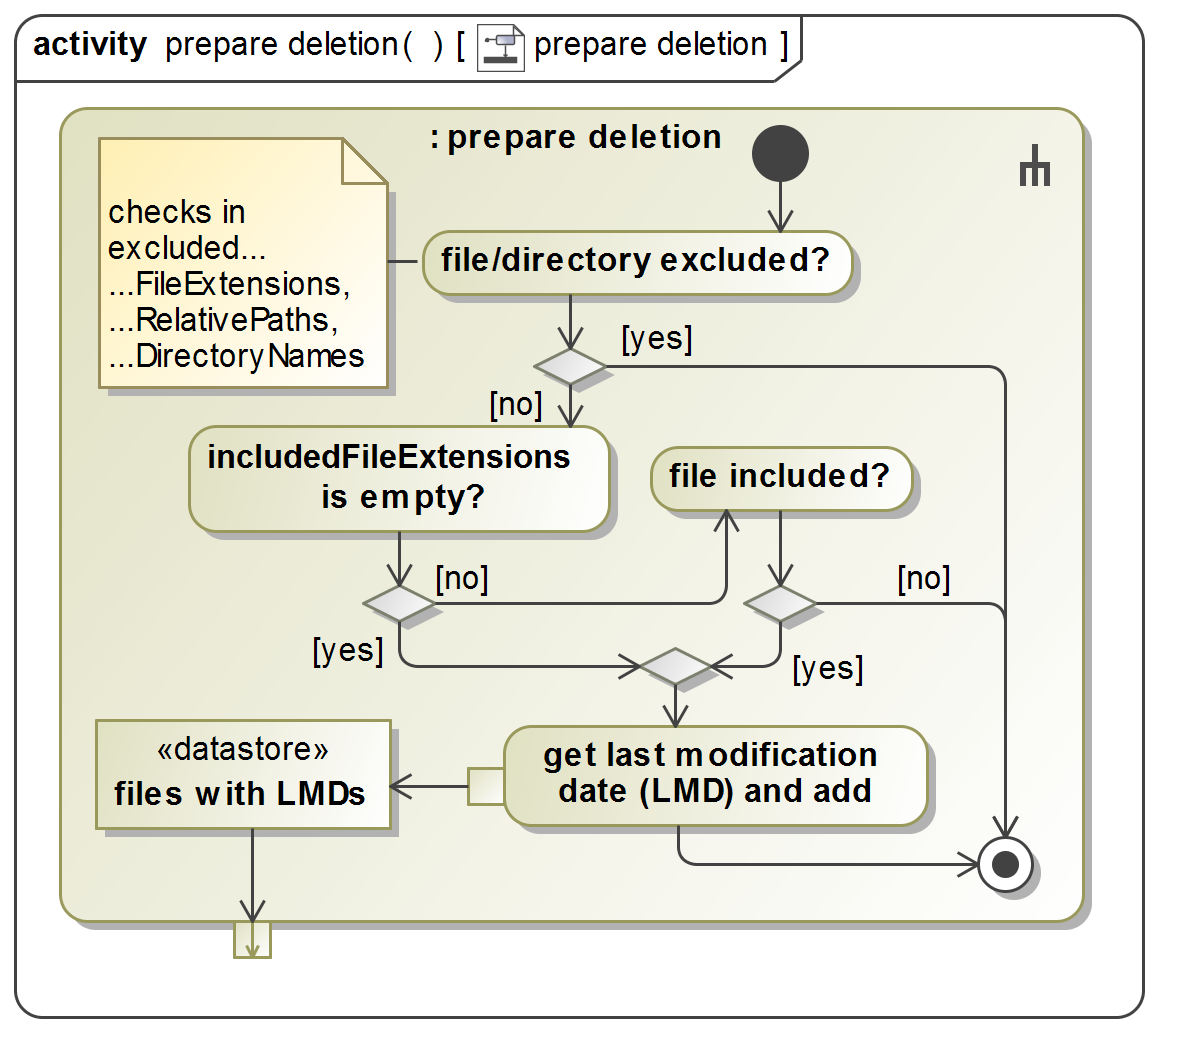 activity prepare deletion( ) [ prepare deletion ]
: prepare deletion
checks in
excluded...
...FileExtensions,
...RelativePaths,
...DirectoryNames
file/directory excluded?
[yes]
[no]
includedFileExtensions
is empty?
file included?
[no]
[no]
[yes]
[yes]
«datastore»
files with LMDs
get last modification
date (LMD) and add